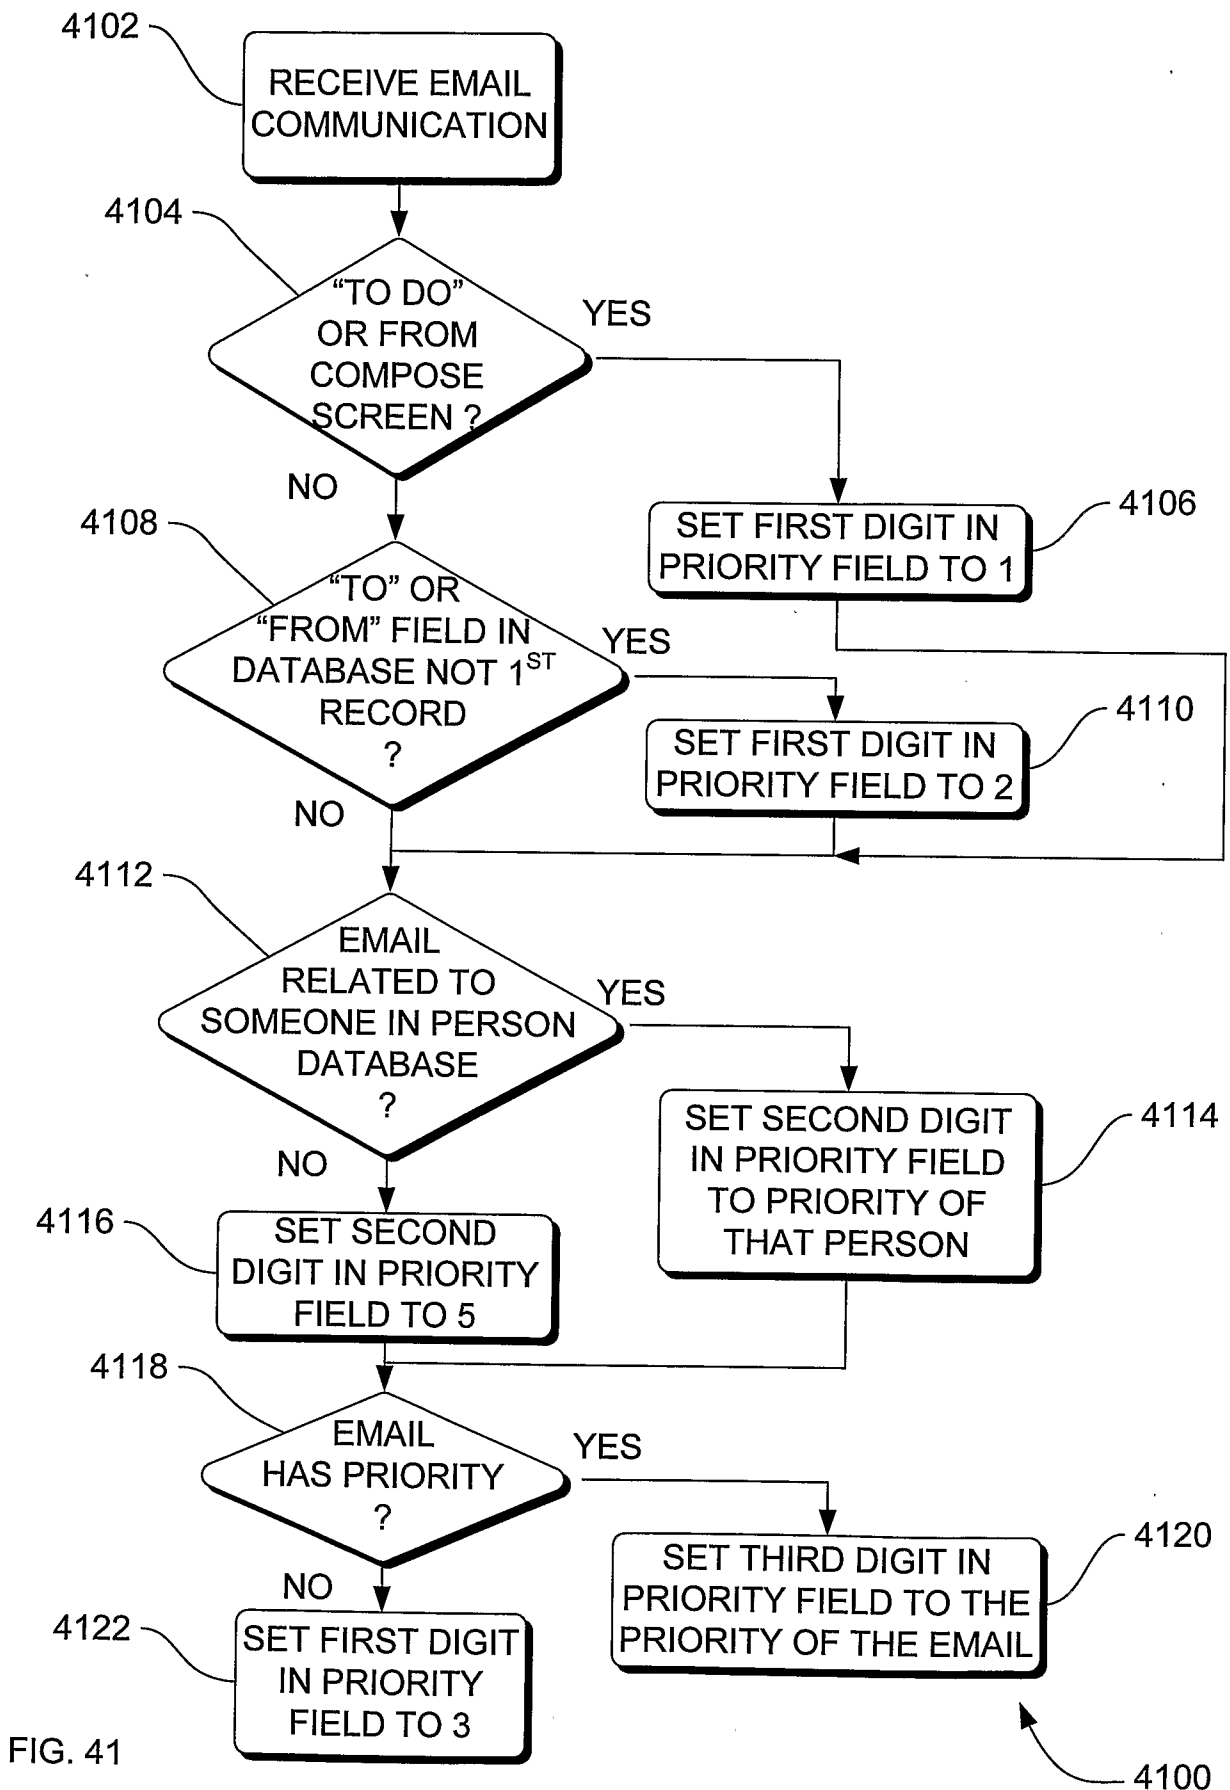 4102
RECEIVE EMAIL
COMMUNICATION
4104
“TO DO”
OR FROM
COMPOSE
SCREEN ?
YES
NO
4106
SET FIRST DIGIT IN
PRIORITY FIELD TO 1
4108
“TO” OR
“FROM” FIELD IN
DATABASE NOT 1ST
RECORD
?
YES
NO
4110
SET FIRST DIGIT IN
PRIORITY FIELD TO 2
4112
EMAIL
RELATED TO
SOMEONE IN PERSON
DATABASE
?
YES
NO
4114
SET SECOND DIGIT
IN PRIORITY FIELD
TO PRIORITY OF
THAT PERSON
4116
SET SECOND
DIGIT IN PRIORITY
FIELD TO 5
4118
EMAIL
HAS PRIORITY
?
YES
NO
4120
SET THIRD DIGIT IN
PRIORITY FIELD TO THE
PRIORITY OF THE EMAIL
4122
SET FIRST DIGIT
IN PRIORITY
FIELD TO 3
FIG. 41
4100